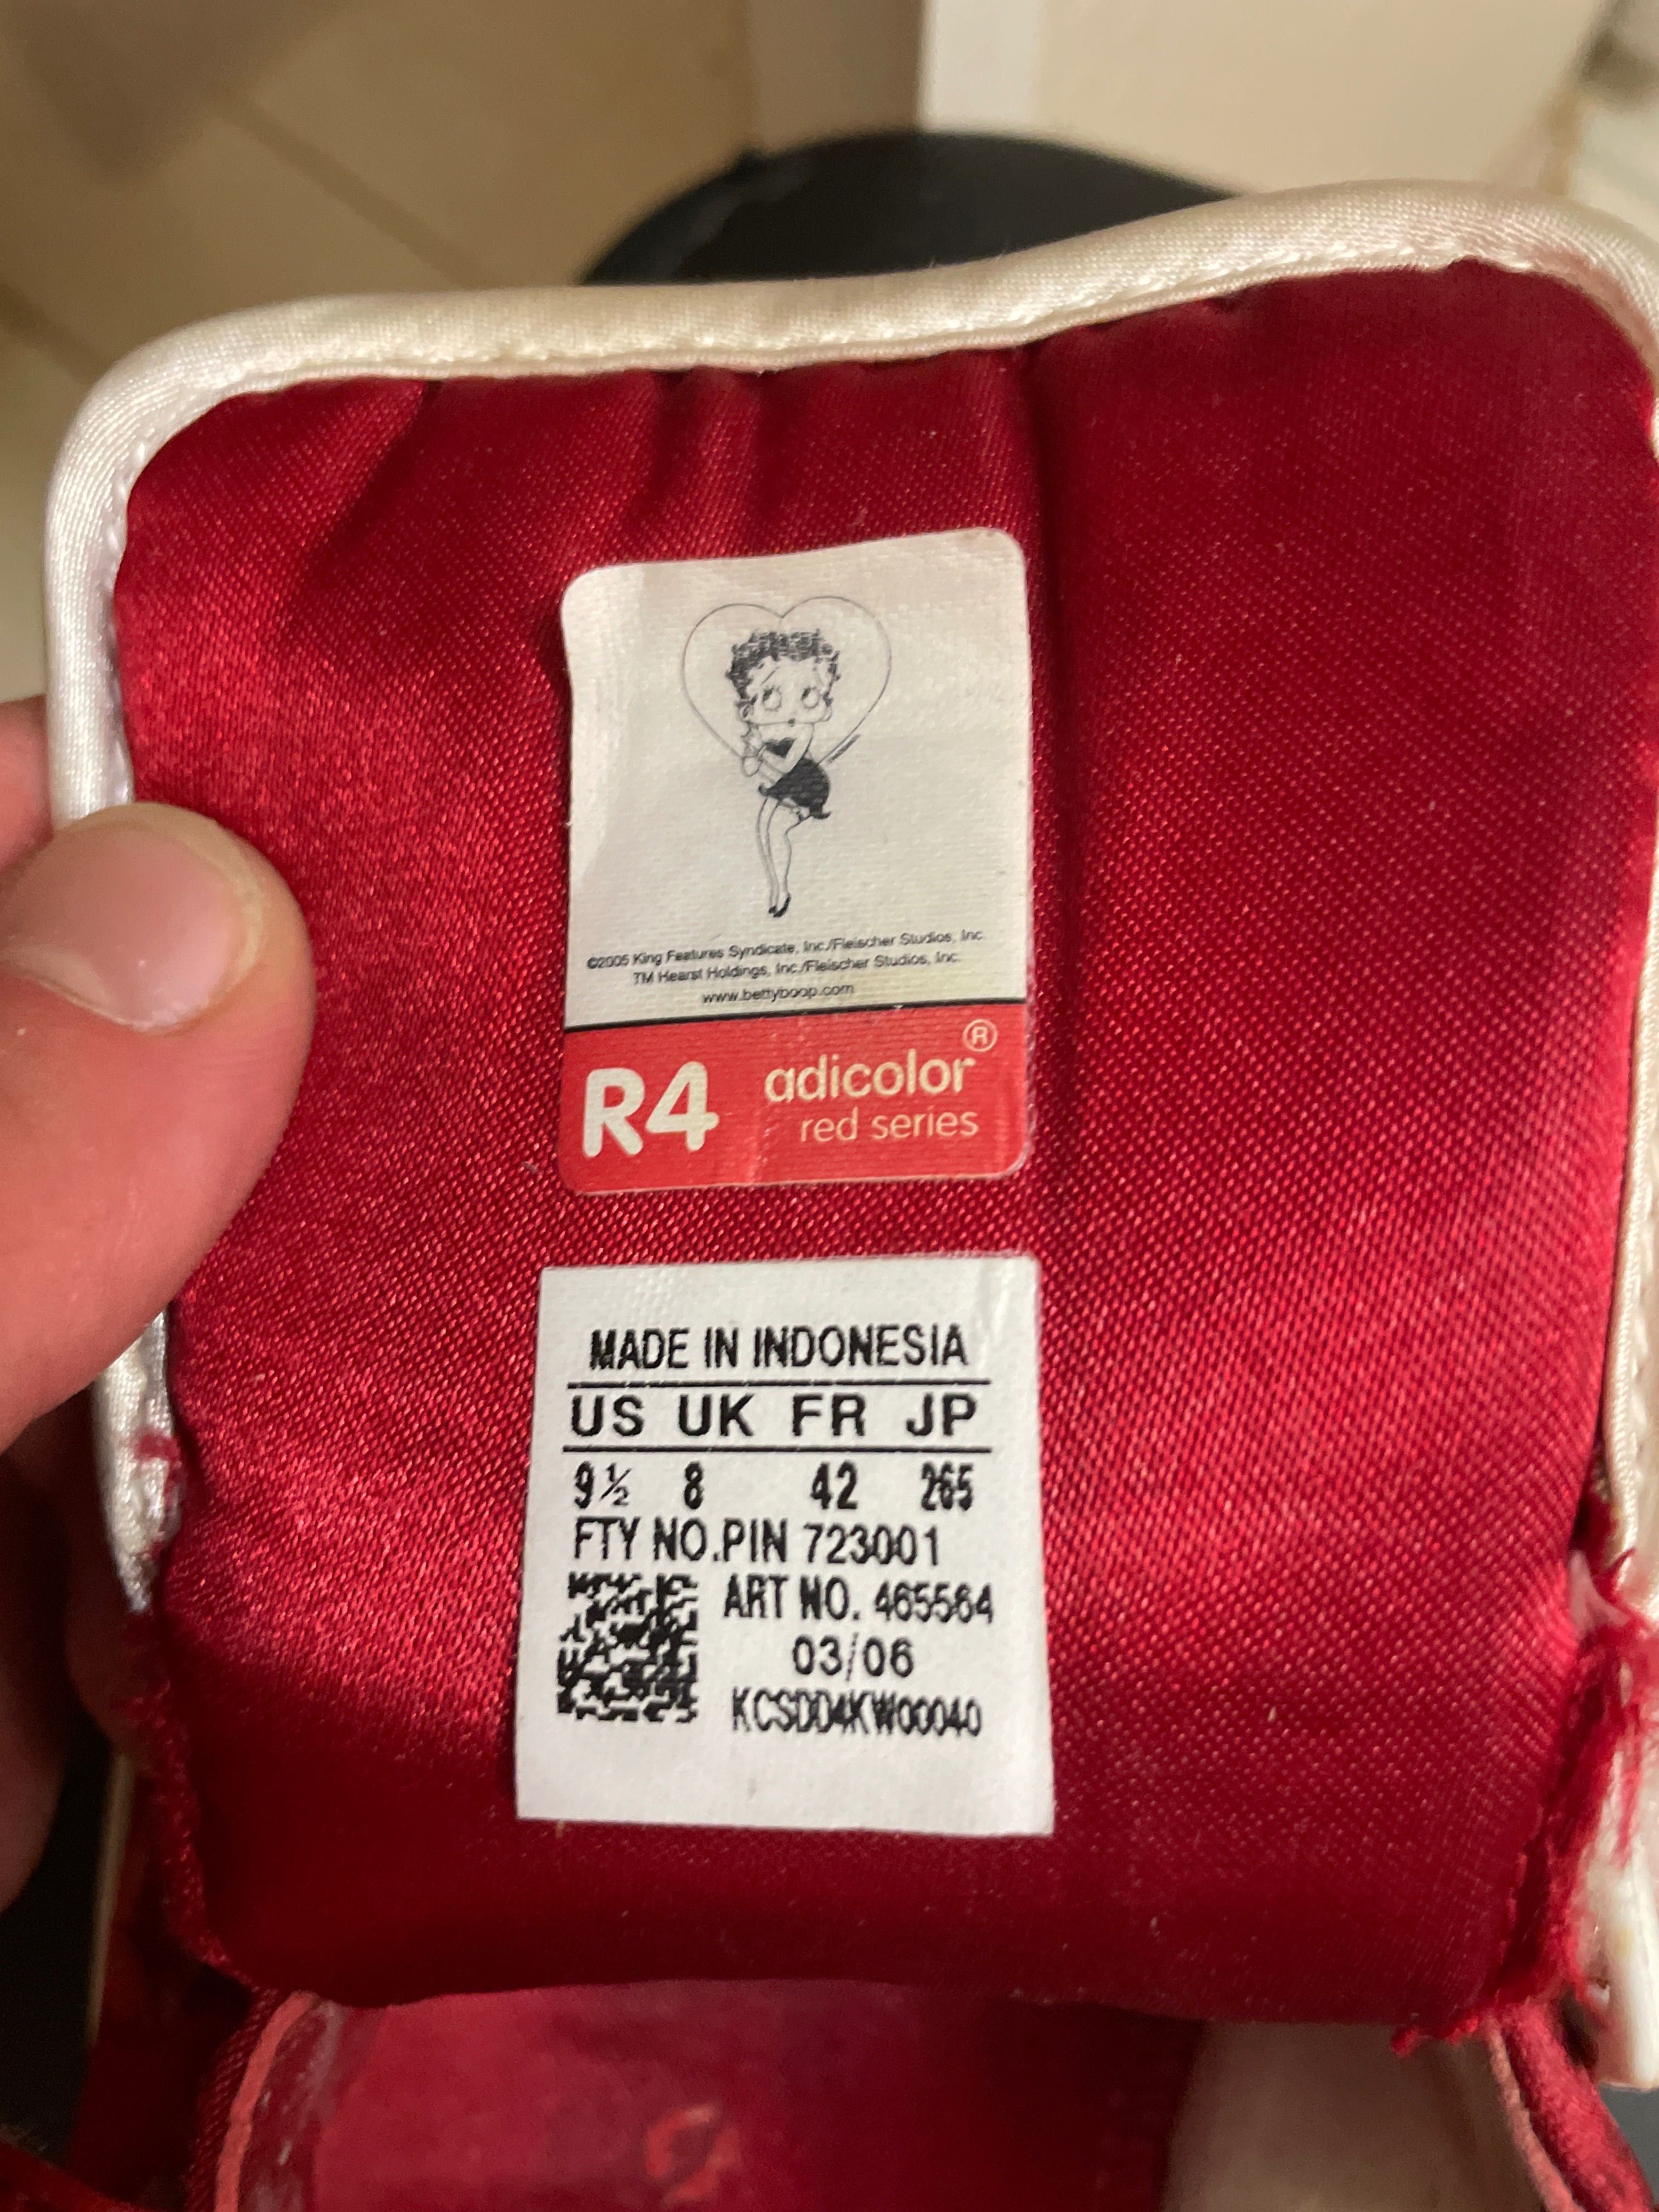 ©2005 King Features Syndicate, Inc./Fleischer Studios, Inc.
TM Hearst Holdings, Inc./Fleischer Studios, Inc.
www.bettyboop.com
R4 adicolor®
red series
MADE IN INDONESIA
US UK FR JP
9½ 8 42 265
FTY NO.PIN 723001
ART NO. 465564
03/06
KCSDD4KW00040